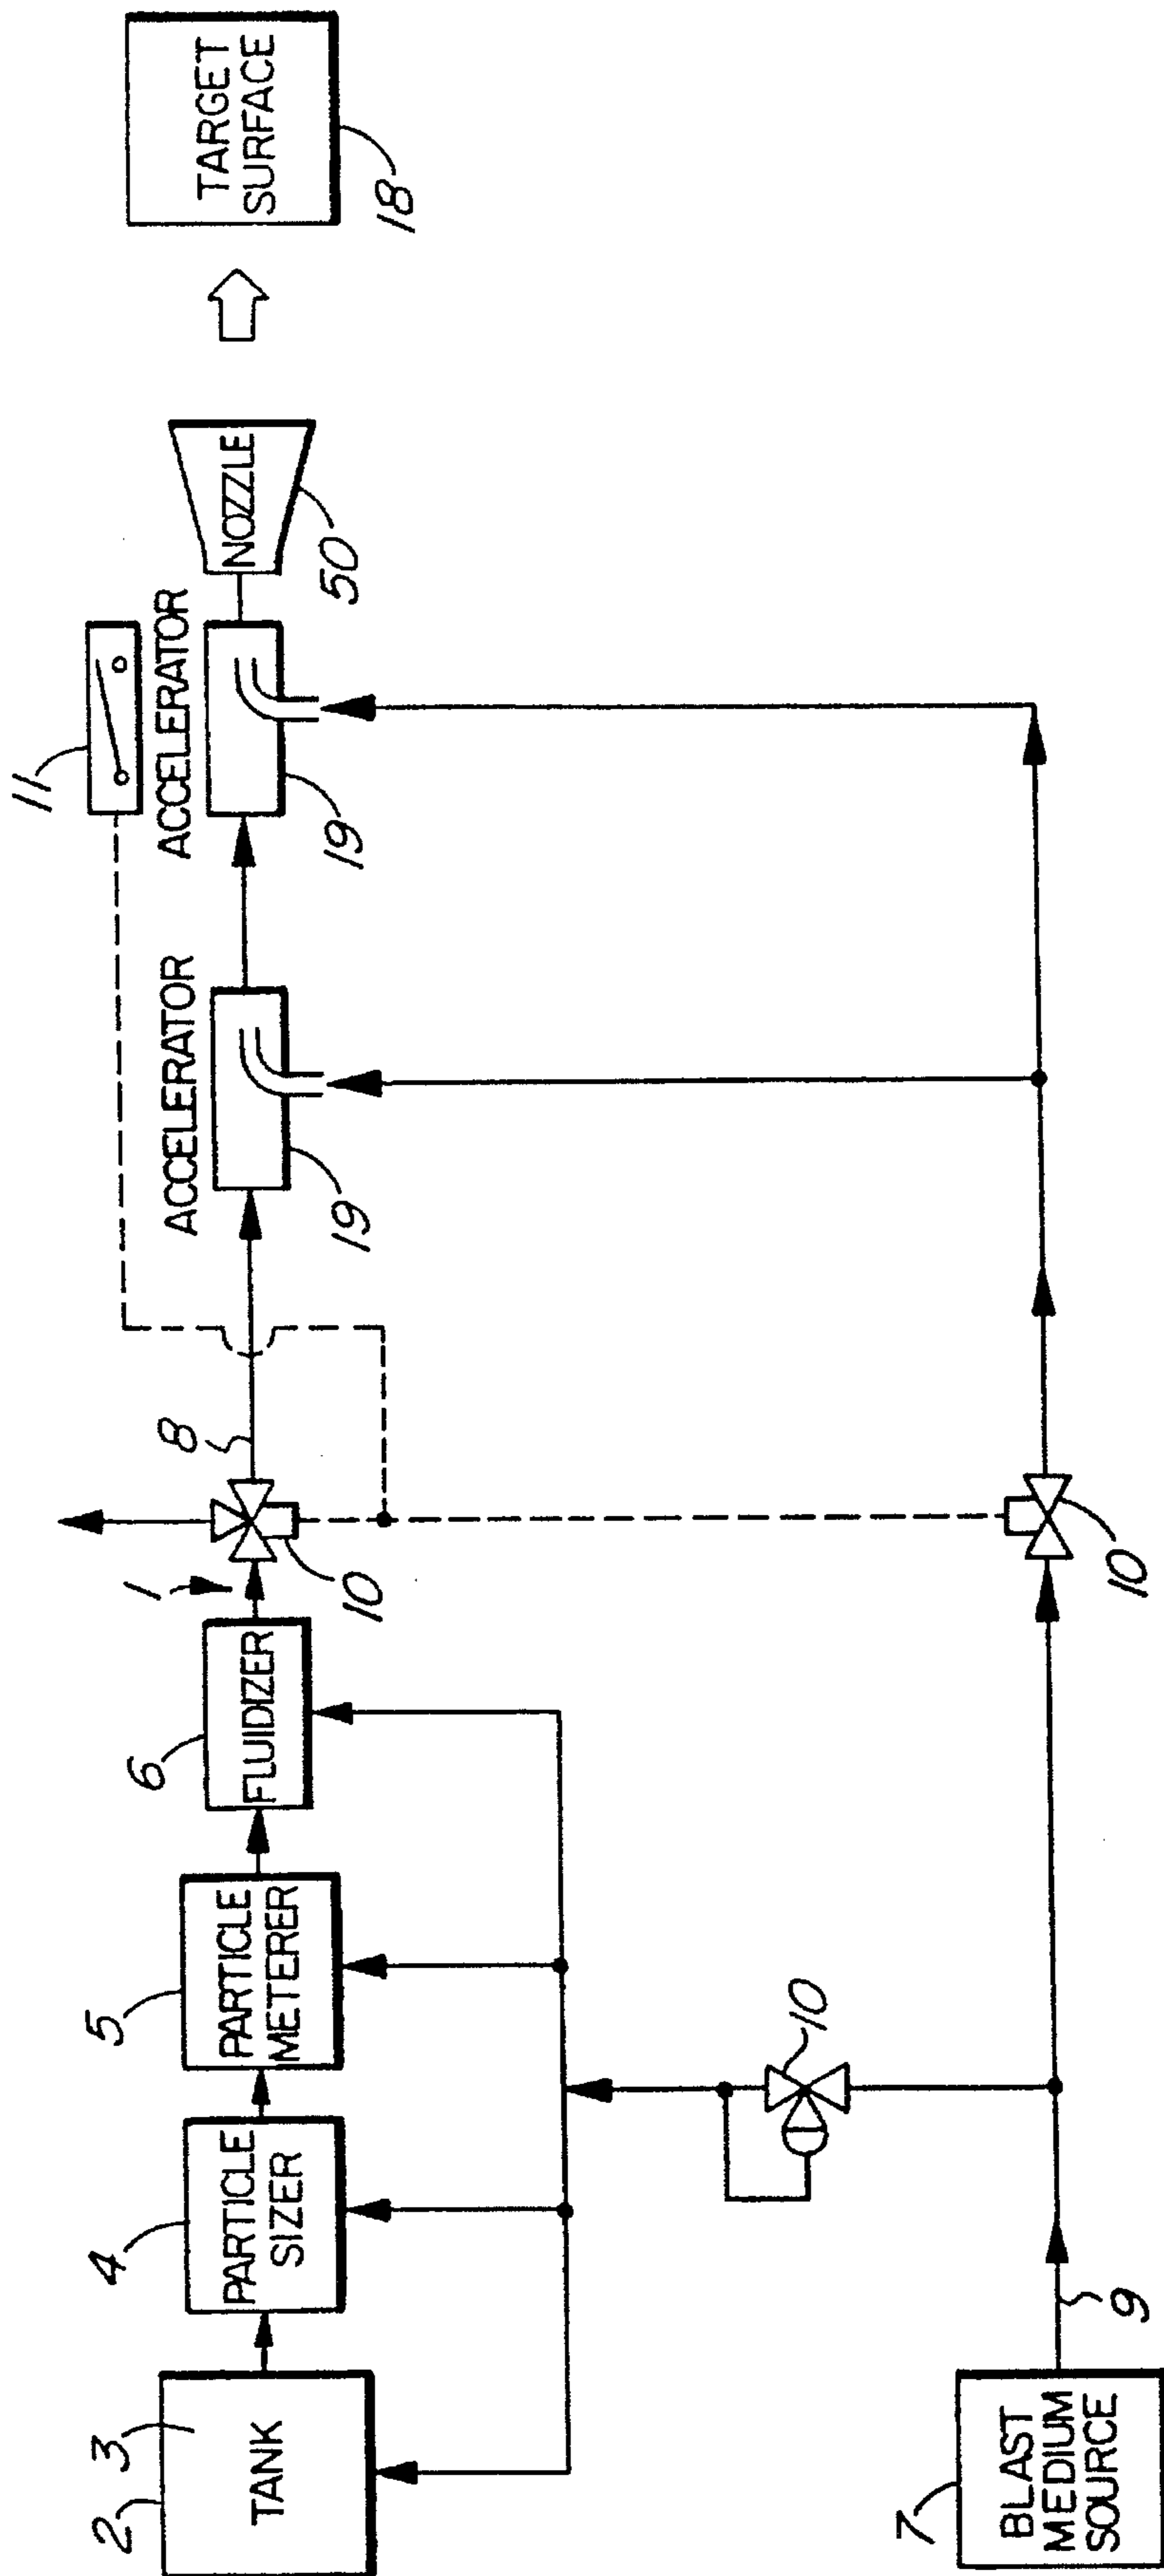 2
3
TANK
4
PARTICLE
SIZER
5
PARTICLE
METERER
6
FLUIDIZER
1
10
8
ACCELERATOR
19
11
ACCELERATOR
19
NOZZLE
50
TARGET
SURFACE
18
7
BLAST
MEDIUM
SOURCE
9
10
10